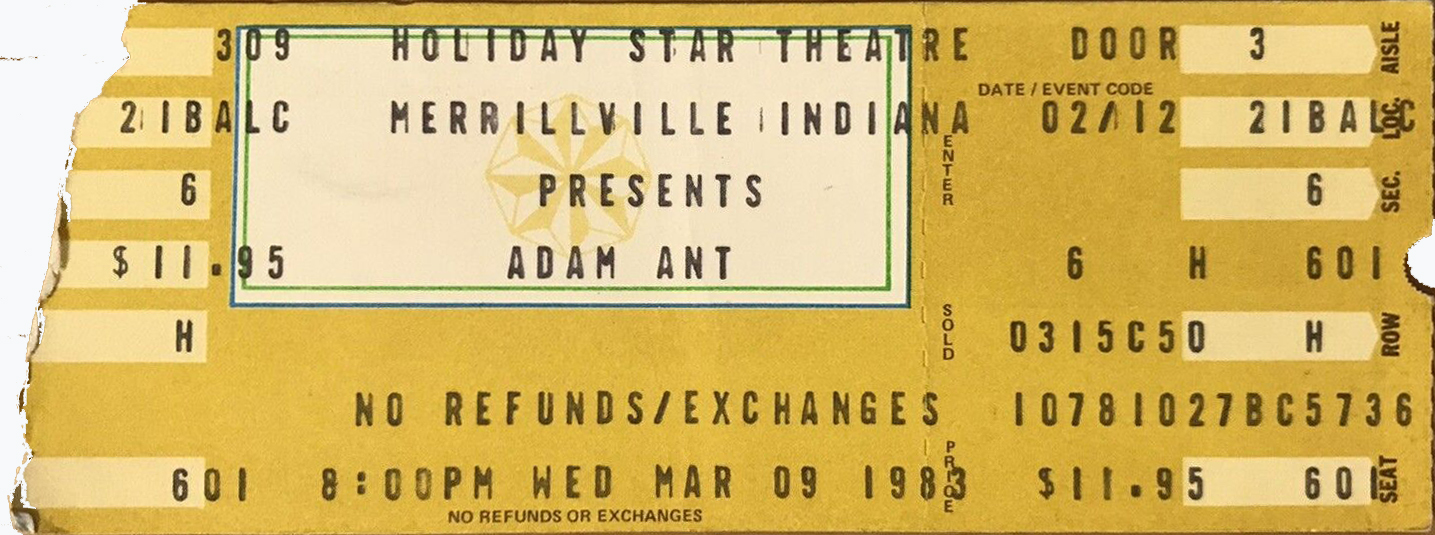 309 HOLIDAY STAR THEATRE DOOR 3 AISLE
DATE / EVENT CODE
21BALC MERRILLVILLE INDIANA 02/12 21BALC LOC.
ENTER
6 PRESENTS 6 SEC.
$11.95 ADAM ANT 6 H 601
SOLD
H 0315C50 H ROW
NO REFUNDS/EXCHANGES 10781027BC5736
PRICE
601 8:00PM WED MAR 09 1983 $11.95 601 SEAT
NO REFUNDS OR EXCHANGES